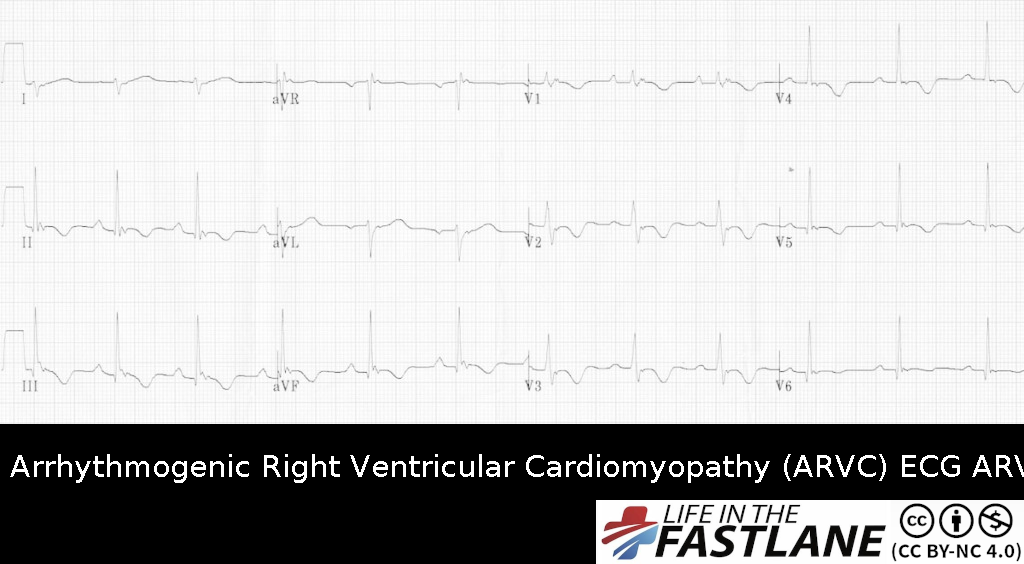 I aVR V1 V4
II aVL V2 V5
III aVF V3 V6
Arrhythmogenic Right Ventricular Cardiomyopathy (ARVC) ECG ARV
LIFE IN THE
FASTLANE
cc
(CC BY-NC 4.0)